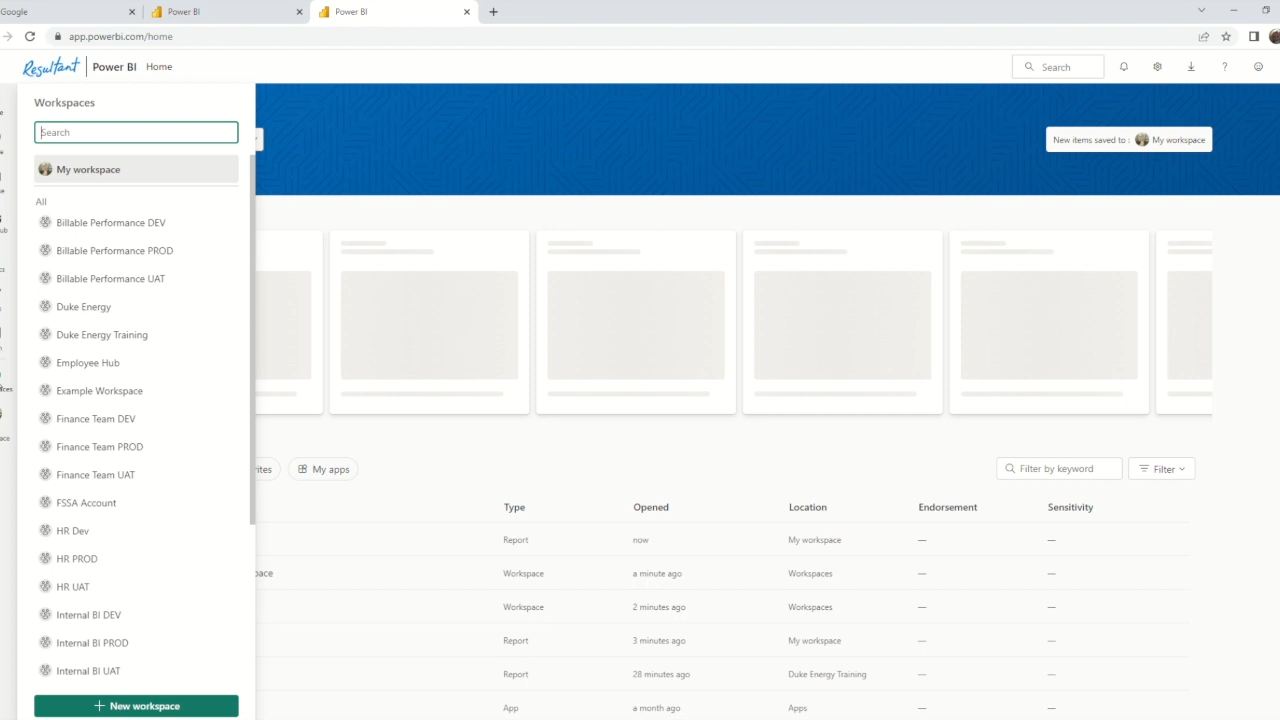 Google
Power BI
Power BI
app.powerbi.com/home
Resultant
Power BI Home
Search
Workspaces
Search
My workspace
All
Billable Performance DEV
Billable Performance PROD
Billable Performance UAT
Duke Energy
Duke Energy Training
Employee Hub
Example Workspace
Finance Team DEV
Finance Team PROD
Finance Team UAT
FSSA Account
HR Dev
HR PROD
HR UAT
Internal BI DEV
Internal BI PROD
Internal BI UAT
New workspace
New items saved to : My workspace
My apps
Filter by keyword
Filter
Type Opened Location Endorsement Sensitivity
Report now My workspace — —
Workspace a minute ago Workspaces — —
Workspace 2 minutes ago Workspaces — —
Report 3 minutes ago My workspace — —
Report 28 minutes ago Duke Energy Training — —
App a month ago Apps — —